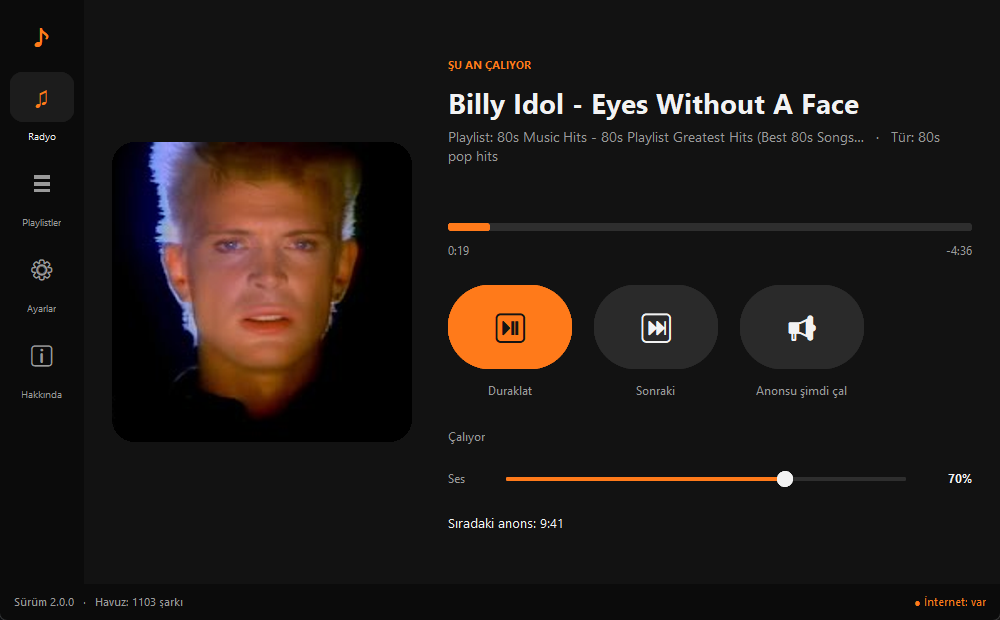 Radyo
Playlistler
Ayarlar
Hakkında
ŞU AN ÇALIYOR
Billy Idol - Eyes Without A Face
Playlist: 80s Music Hits - 80s Playlist Greatest Hits (Best 80s Songs... · Tür: 80s
pop hits
0:19 -4:36
Duraklat Sonraki Anonsu şimdi çal
Çalıyor
Ses 70%
Sıradaki anons: 9:41
Sürüm 2.0.0 · Havuz: 1103 şarkı ● İnternet: var